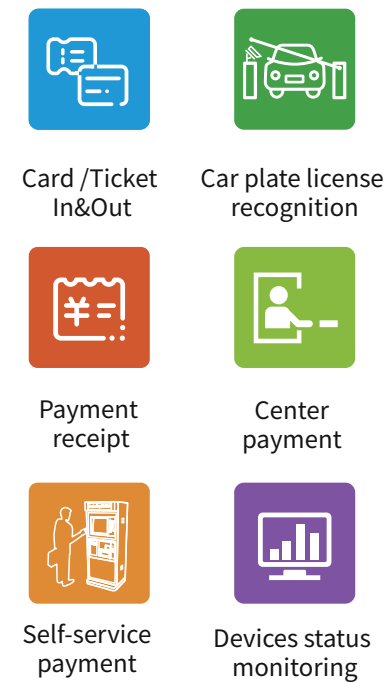 Card /Ticket
In&Out
Car plate license
recognition
¥
Payment
receipt
Center
payment
Self-service
payment
Devices status
monitoring